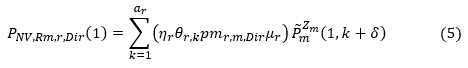 P_{NV,Rm,r,Dir}(1) = \sum_{k=1}^{a_r} (\eta_r \theta_{r,k} pm_{r,m,Dir} \mu_r) \tilde{P}_m^{Z_m}(1, k + \delta) (5)